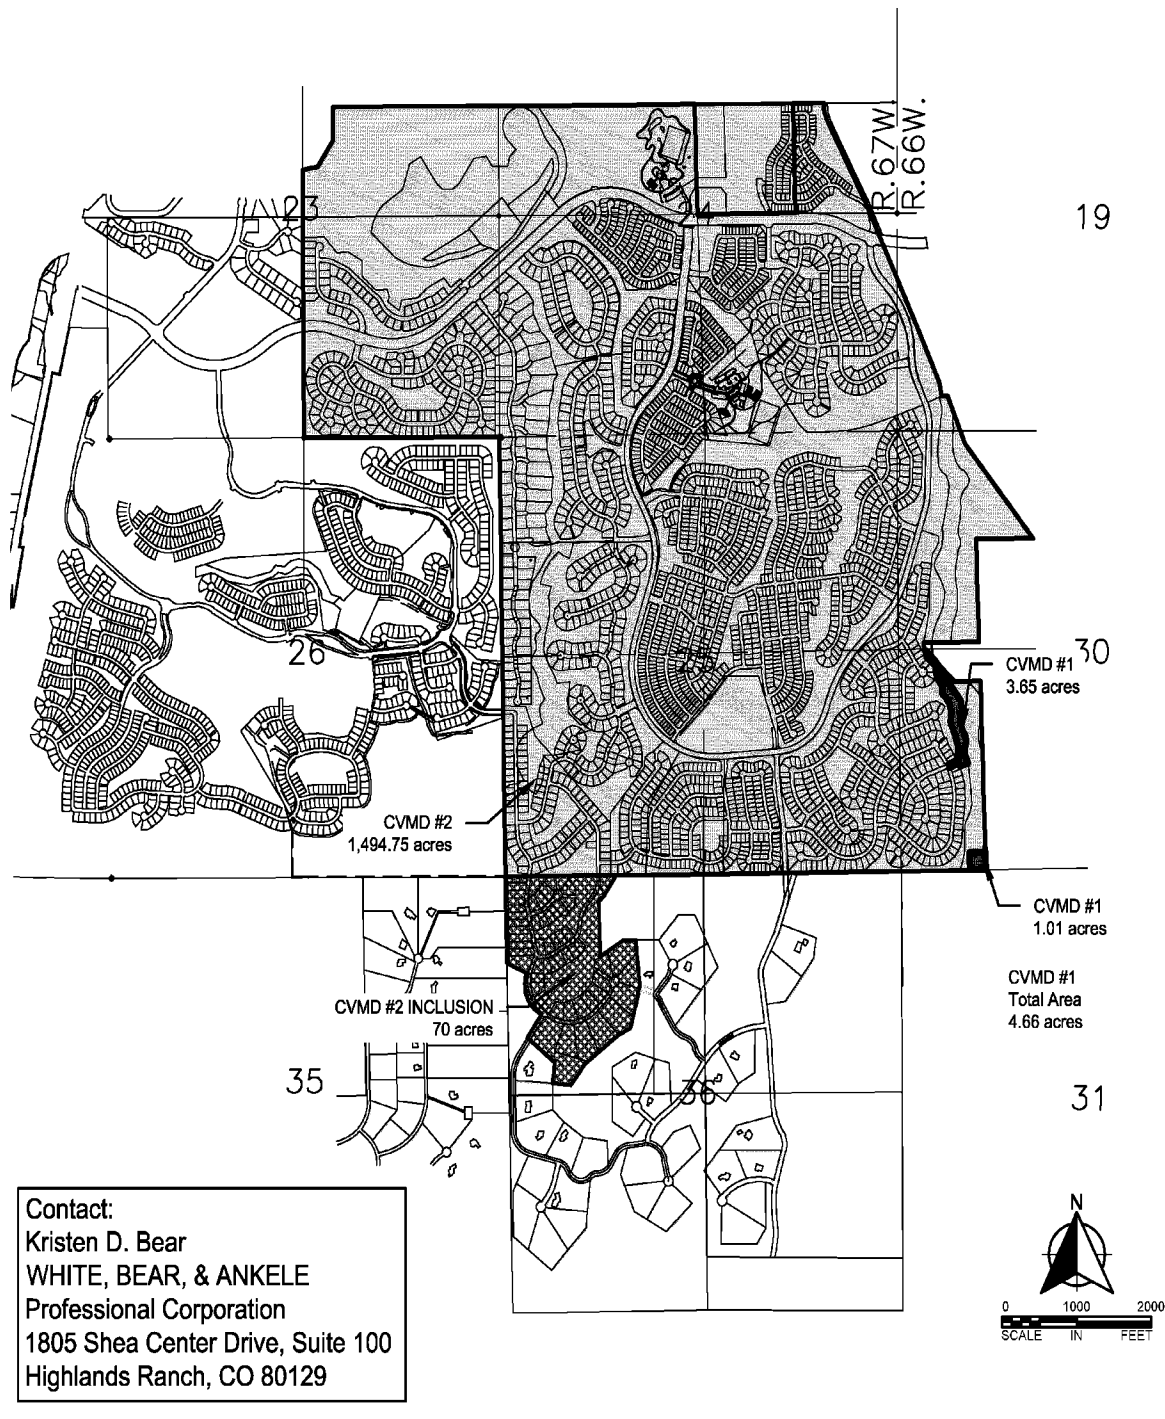 R.67W.
R.66W.
23
19
26
30
CVMD #1
3.65 acres
CVMD #2
1,494.75 acres
CVMD #1
1.01 acres
CVMD #1
Total Area
4.66 acres
CVMD #2 INCLUSION
70 acres
35
36
31
Contact:
Kristen D. Bear
WHITE, BEAR, & ANKELE
Professional Corporation
1805 Shea Center Drive, Suite 100
Highlands Ranch, CO 80129
N
0 1000 2000
SCALE IN FEET